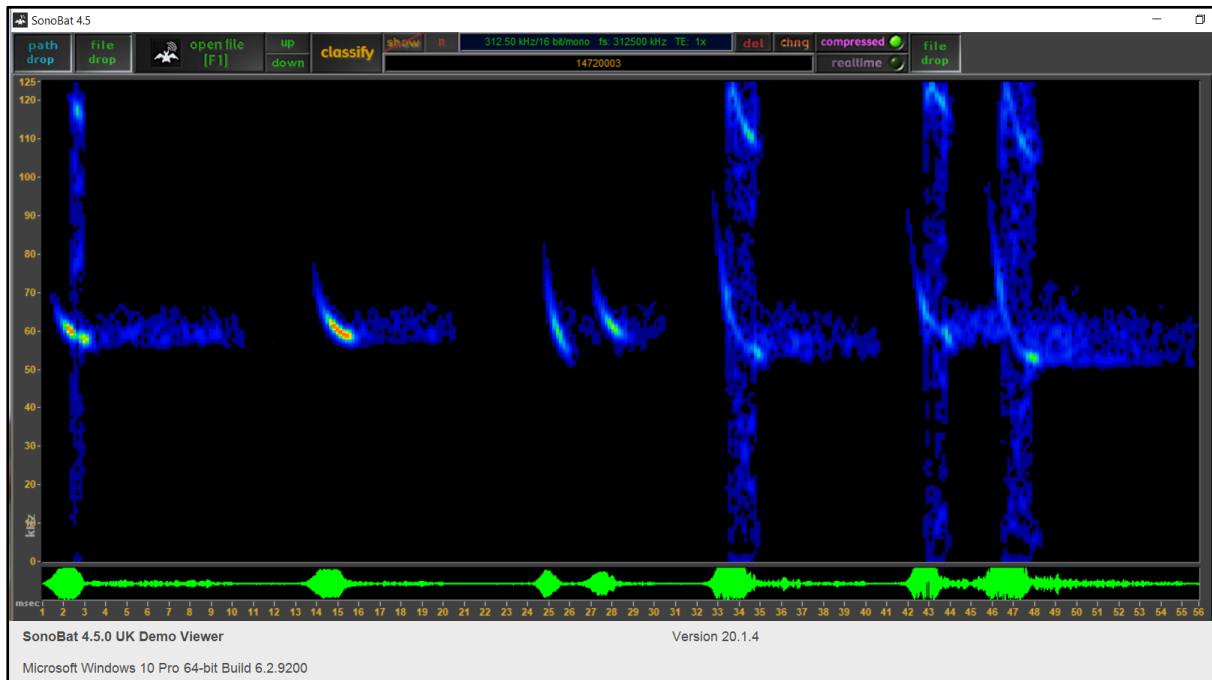 SonoBat 4.5
path drop file drop open file [F1] up down classify show R 312.50 kHz/16 bit/mono fs: 312500 kHz TE: 1x del chng compressed file drop
14720003 realtime
125
120
110
100
90
80
70
60
50
40
30
20
10
kHz
0
msec 1 2 3 4 5 6 7 8 9 10 11 12 13 14 15 16 17 18 19 20 21 22 23 24 25 26 27 28 29 30 31 32 33 34 35 36 37 38 39 40 41 42 43 44 45 46 47 48 49 50 51 52 53 54 55 56
SonoBat 4.5.0 UK Demo Viewer Version 20.1.4
Microsoft Windows 10 Pro 64-bit Build 6.2.9200